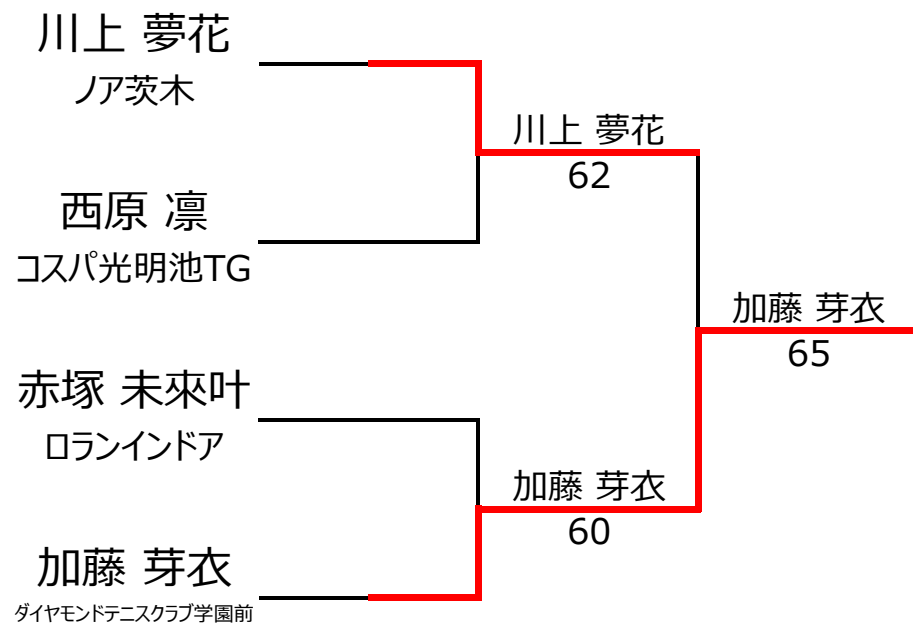 川上 夢花
ノア茨木
西原 凛
コスパ光明池TG
赤塚 未來叶
ロランインドア
加藤 芽衣
ダイヤモンドテニスクラブ学園前
川上 夢花
62
加藤 芽衣
60
加藤 芽衣
65